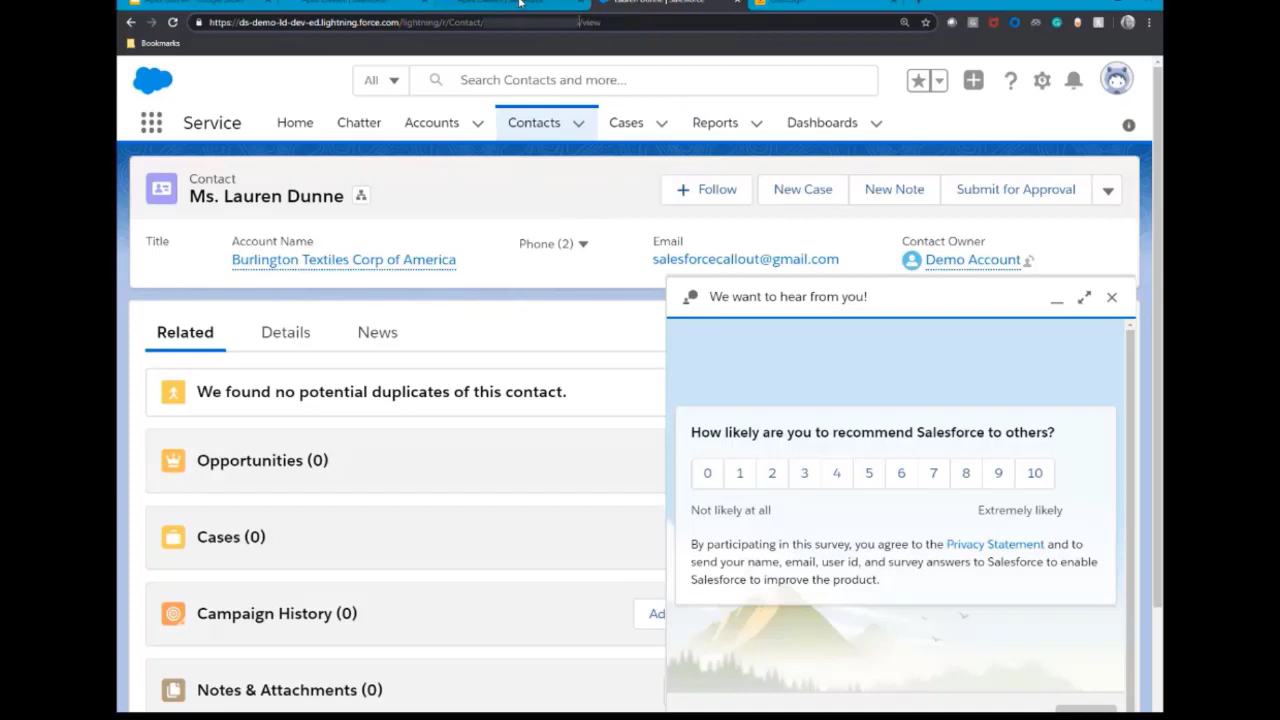 https://ds-demo-ld-dev-ed.lightning.force.com/lightning/r/Contact/ /view
Bookmarks
All
Search Contacts and more...
Service Home Chatter Accounts Contacts Cases Reports Dashboards
Contact
Ms. Lauren Dunne
+ Follow New Case New Note Submit for Approval
Title Account Name Phone (2) Email Contact Owner
Burlington Textiles Corp of America salesforcecallout@gmail.com Demo Account
We want to hear from you!
Related Details News
We found no potential duplicates of this contact.
How likely are you to recommend Salesforce to others?
0 1 2 3 4 5 6 7 8 9 10
Not likely at all Extremely likely
By participating in this survey, you agree to the Privacy Statement and to
send your name, email, user id, and survey answers to Salesforce to enable
Salesforce to improve the product.
Opportunities (0)
Cases (0)
Campaign History (0)
Ad
Notes & Attachments (0)